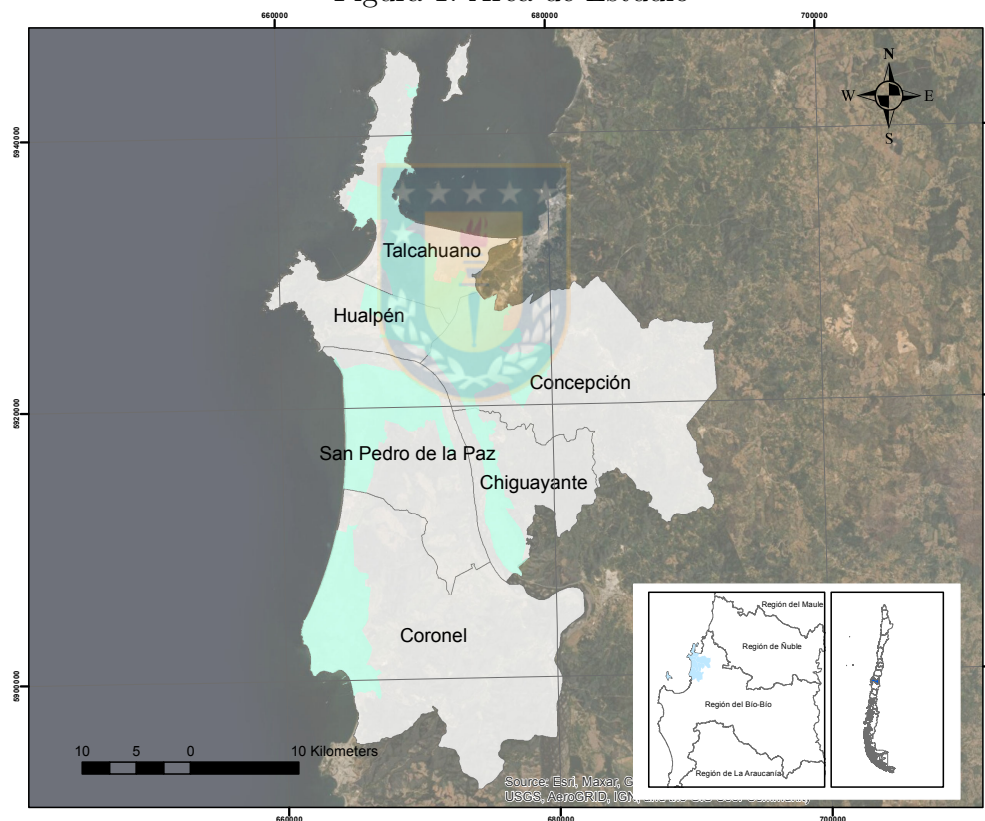 660000 680000 700000
N
W E
S
5940000
Talcahuano
Hualpén
Concepción
5920000
San Pedro de la Paz
Chiguayante
Región del Maule
Región de Ñuble
Coronel
5900000
Región del Bío-Bío
10 5 0 10 Kilometers
Región de La Araucanía
Source: Esri, Maxar,
USGS, AeroGRID, IGN,
660000 680000 700000